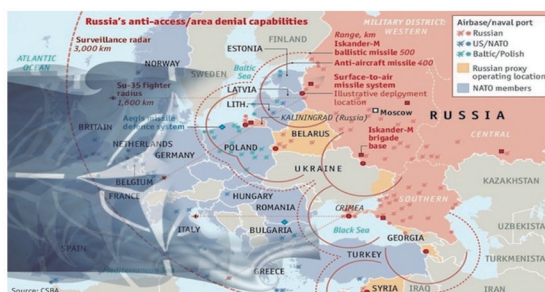 Russia's anti-access/area denial capabilities
Surveillance radar
3,000 km
ATLANTIC
OCEAN
NORWAY
SWEDEN
FINLAND
ESTONIA
Baltic
Sea
LATVIA
LITH.
Su-35 fighter
radius
1,600 km
Aegis missile
defence system
BRITAIN
NETHERLANDS
GERMANY
BELGIUM
FRANCE
SPAIN
ITALY
POLAND
HUNGARY
ROMANIA
BULGARIA
GREECE
KALININGRAD (Russia)
BELARUS
UKRAINE
Range, km
Iskander-M
ballistic missile 500
Anti-aircraft missile 400
Surface-to-air
missile system
Illustrative deployment
location
Moscow
Iskander-M
brigade
base
CRIMEA
Black Sea
GEORGIA
TURKEY
SYRIA
IRAQ
IRAN
MILITARY DISTRICT:
WESTERN
RUSSIA
CENTRAL
SOUTHERN
KAZAKHSTAN
UZBEKISTAN
TURKMENISTAN
Airbase/naval port
Russian
US/NATO
Baltic/Polish
Russian proxy
operating location
NATO members
Source: CSBA